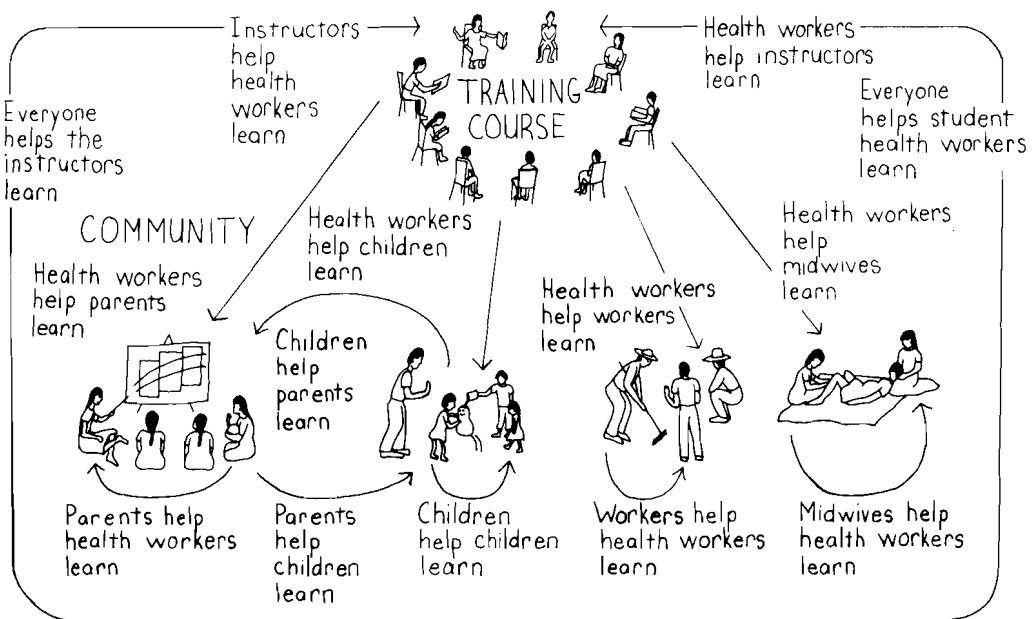 Instructors
help
health
workers
learn
TRAINING
COURSE
Health workers
help instructors
learn
Everyone
helps the
instructors
learn
Everyone
helps student
health workers
learn
COMMUNITY
Health workers
help parents
learn
Health workers
help children
learn
Children
help
parents
learn
Health workers
help workers
learn
Health workers
help
midwives
learn
Parents help
health workers
learn
Parents
help
children
learn
Children
help children
learn
Workers help
health workers
learn
Midwives help
health workers
learn